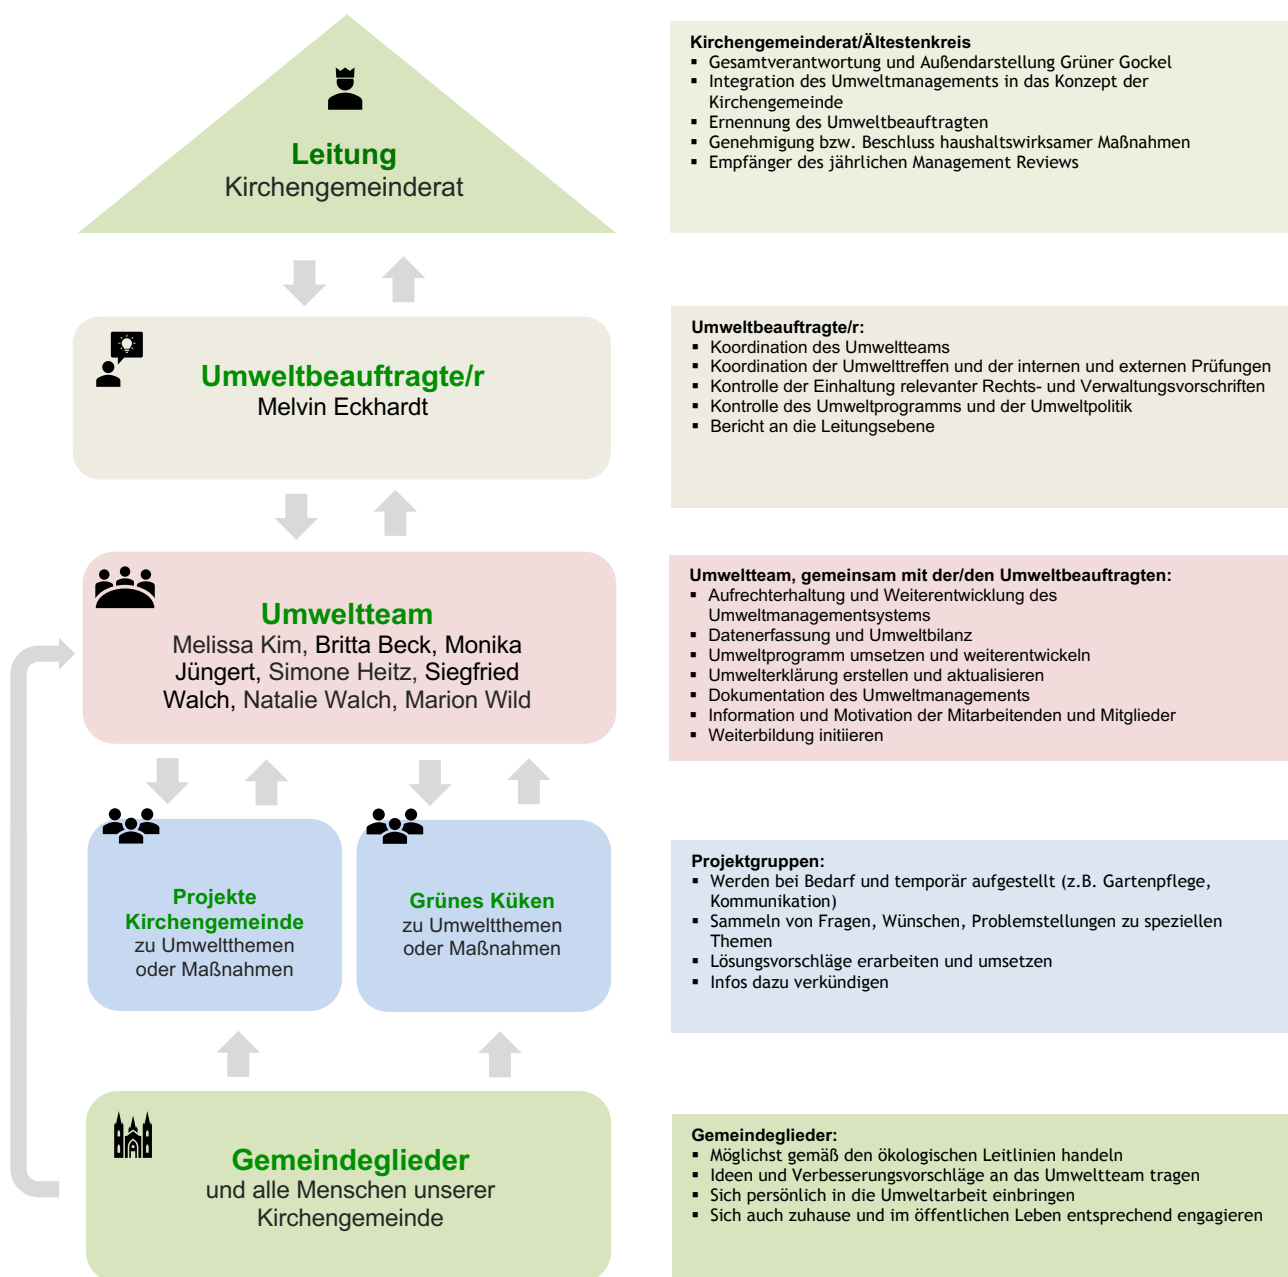 Leitung
Kirchengemeinderat
Kirchengemeinderat/Ältestenkreis
▪ Gesamtverantwortung und Außendarstellung Grüner Gockel
▪ Integration des Umweltmanagements in das Konzept der
Kirchengemeinde
▪ Ernennung des Umweltbeauftragten
▪ Genehmigung bzw. Beschluss haushaltswirksamer Maßnahmen
▪ Empfänger des jährlichen Management Reviews
Umweltbeauftragte/r
Melvin Eckhardt
Umweltbeauftragte/r:
▪ Koordination des Umweltteams
▪ Koordination der Umwelttreffen und der internen und externen Prüfungen
▪ Kontrolle der Einhaltung relevanter Rechts- und Verwaltungsvorschriften
▪ Kontrolle des Umweltprogramms und der Umweltpolitik
▪ Bericht an die Leitungsebene
Umweltteam
Melissa Kim, Britta Beck, Monika
Jüngert, Simone Heitz, Siegfried
Walch, Natalie Walch, Marion Wild
Umweltteam, gemeinsam mit der/den Umweltbeauftragten:
▪ Aufrechterhaltung und Weiterentwicklung des
Umweltmanagementsystems
▪ Datenerfassung und Umweltbilanz
▪ Umweltprogramm umsetzen und weiterentwickeln
▪ Umwelterklärung erstellen und aktualisieren
▪ Dokumentation des Umweltmanagements
▪ Information und Motivation der Mitarbeitenden und Mitglieder
▪ Weiterbildung initiieren
Projekte
Kirchengemeinde
zu Umweltthemen
oder Maßnahmen
Grünes Küken
zu Umweltthemen
oder Maßnahmen
Projektgruppen:
▪ Werden bei Bedarf und temporär aufgestellt (z.B. Gartenpflege,
Kommunikation)
▪ Sammeln von Fragen, Wünschen, Problemstellungen zu speziellen
Themen
▪ Lösungsvorschläge erarbeiten und umsetzen
▪ Infos dazu verkündigen
Gemeindeglieder
und alle Menschen unserer
Kirchengemeinde
Gemeindeglieder:
▪ Möglichst gemäß den ökologischen Leitlinien handeln
▪ Ideen und Verbesserungsvorschläge an das Umweltteam tragen
▪ Sich persönlich in die Umweltarbeit einbringen
▪ Sich auch zuhause und im öffentlichen Leben entsprechend engagieren